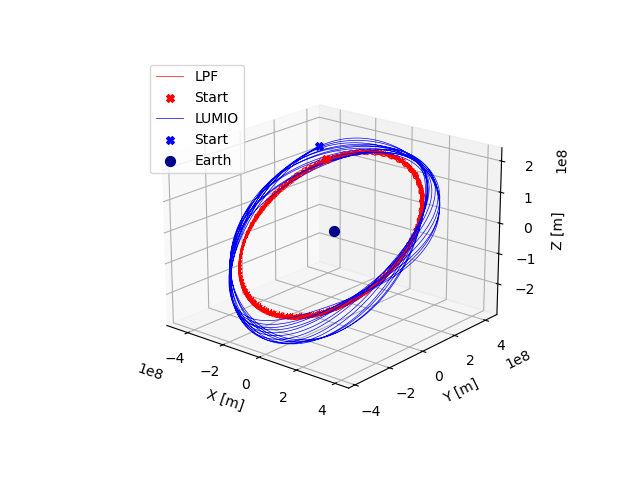 LPF
Start
LUMIO
Start
Earth
1e8
2
1
0
−1
−2
Z [m]
−4
−2
0
2
4
1e8
X [m]
−4
−2
0
2
4
1e8
Y [m]